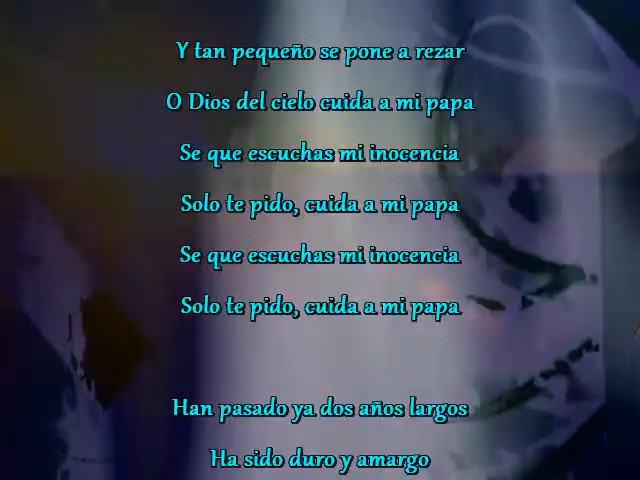 Y tan pequeño se pone a rezar
O Dios del cielo cuida a mi papa
Se que escuchas mi inocencia
Solo te pido, cuida a mi papa
Se que escuchas mi inocencia
Solo te pido, cuida a mi papa
Han pasado ya dos años largos
Ha sido duro y amargo